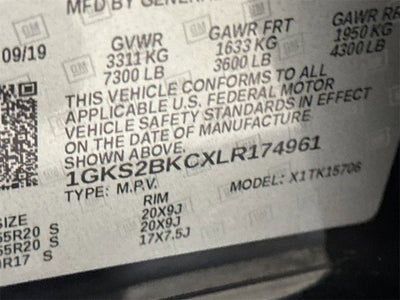 MFD BY GENERAL
09/19
GVWR GAWR FRT GAWR RR
3311 KG 1633 KG 1950 KG
7300 LB 3600 LB 4300 LB
THIS VEHICLE CONFORMS TO ALL
APPLICABLE U.S. FEDERAL MOTOR
VEHICLE SAFETY STANDARDS IN EFFECT
ON THE DATE OF MANUFACTURE
SHOWN ABOVE.
1GKS2BKCXLR174961
TYPE: M.P.V. MODEL: X1TK15706
SIZE RIM
55R20 S 20X9J
55R20 S 20X9J
R17 S 17X7.5J
GM